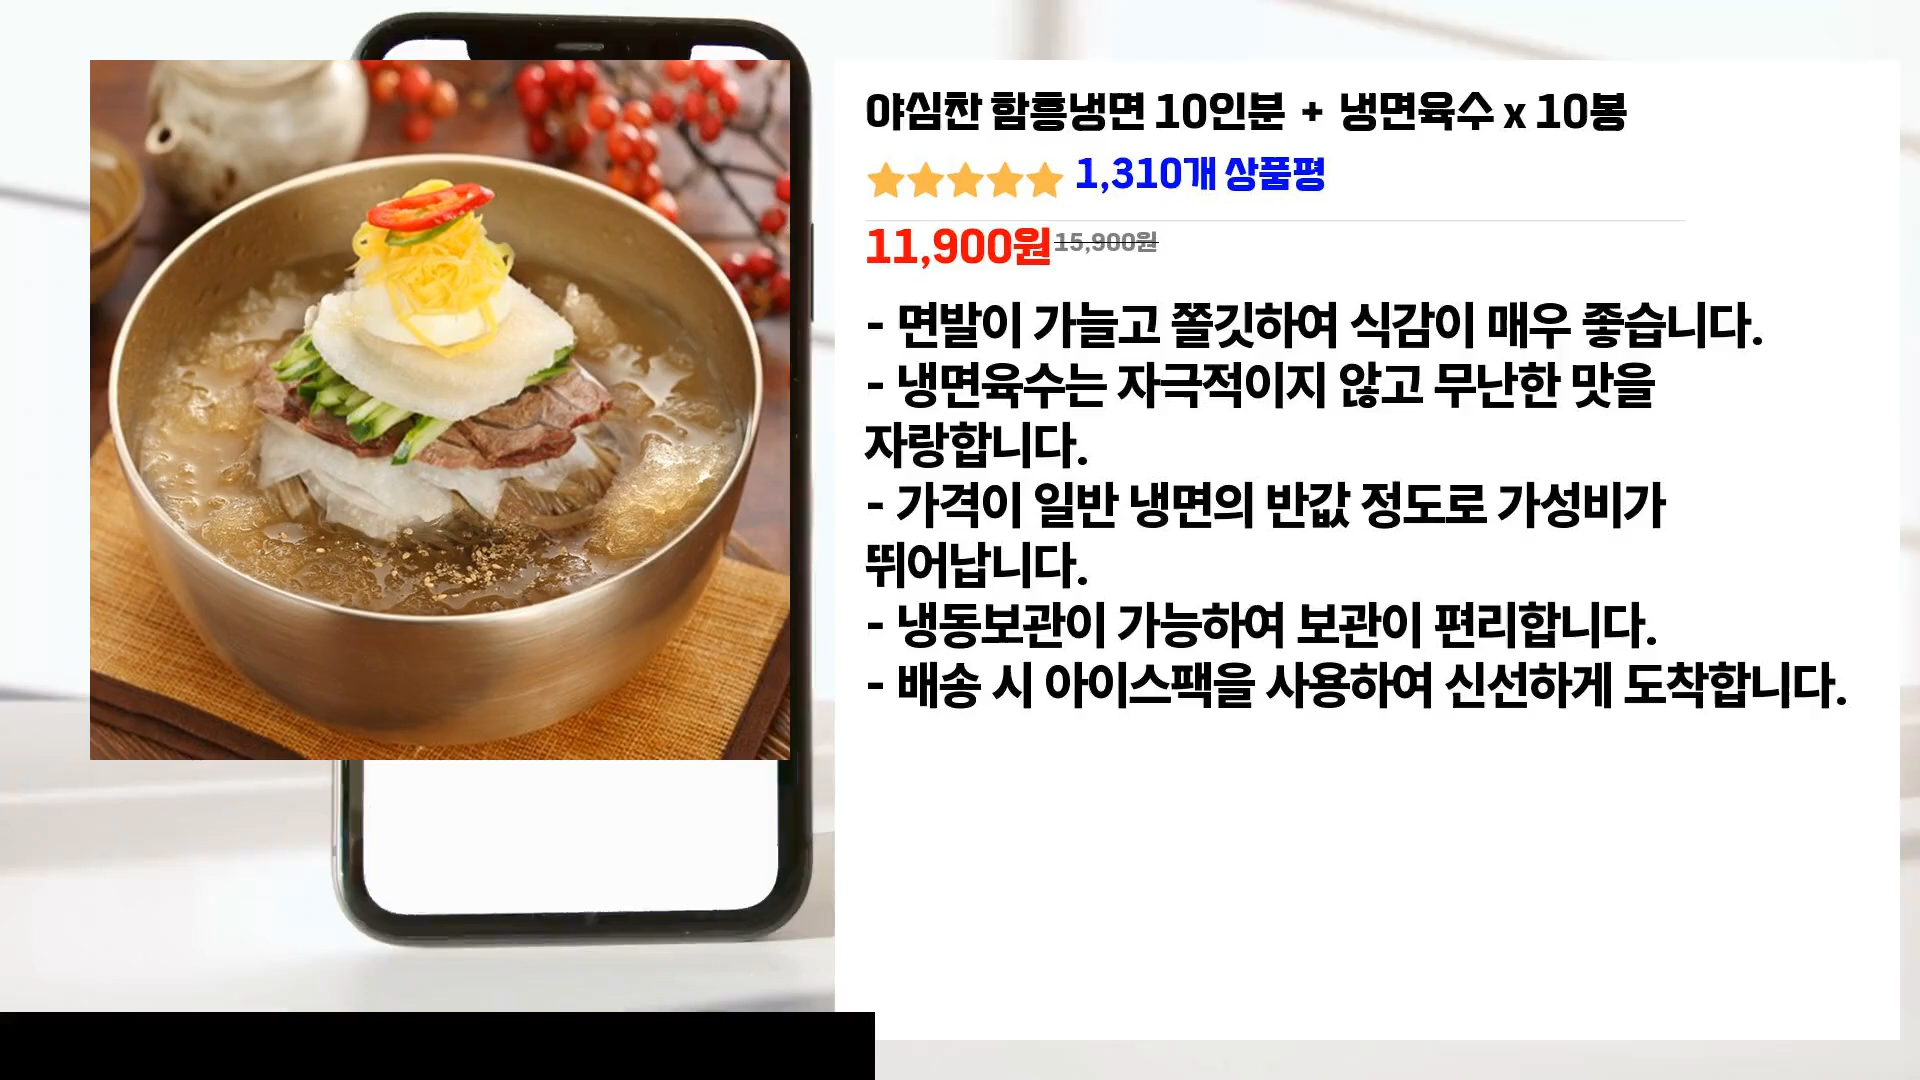 야심찬 함흥냉면 10인분 + 냉면육수 x 10봉
1,310개 상품평
11,900원 15,900원
- 면발이 가늘고 쫄깃하여 식감이 매우 좋습니다.
- 냉면육수는 자극적이지 않고 무난한 맛을
자랑합니다.
- 가격이 일반 냉면의 반값 정도로 가성비가
뛰어납니다.
- 냉동보관이 가능하여 보관이 편리합니다.
- 배송 시 아이스팩을 사용하여 신선하게 도착합니다.